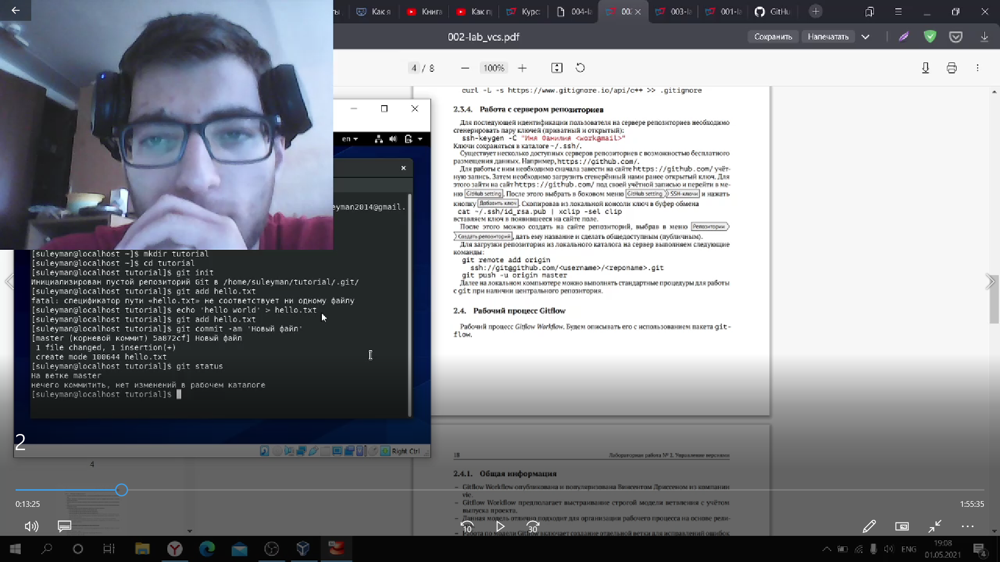 Как я
Книга
Как п
Курс:
004-la
002
003-la
001-la
GitHu
002-lab_vcs.pdf
Сохранить
Напечатать
4 / 8
100%
curl -L -s https://www.gitignore.io/api/c++ >> .gitignore
2.3.4. Работа с сервером репозиториев
Для последующей идентификации пользователя на сервере репозиториев необходимо
сгенерировать пару ключей (приватный и открытый):
ssh-keygen -C "Имя Фамилия <work@mail>"
Ключи сохраняться в каталоге ~/.ssh/.
Существует несколько доступных серверов репозиториев с возможностью бесплатного
размещения данных. Например, https://github.com/.
Для работы с ним необходимо сначала завести на сайте https://github.com/ учёт-
ную запись. Затем необходимо загрузить сгенерённый нами ранее открытый ключ. Для
этого зайти на сайт https://github.com/ под своей учётной записью и перейти в ме-
ню GitHub setting . После этого выбрать в боковом меню GitHub setting SSH-ключи и нажать
кнопку Добавить ключ . Скопировав из локальной консоли ключ в буфер обмена
cat ~/.ssh/id_rsa.pub | xclip -sel clip
вставляем ключ в появившееся на сайте поле.
После этого можно создать на сайте репозиторий, выбрав в меню Репозитории
Создать репозиторий , дать ему название и сделать общедоступным (публичным).
Для загрузки репозитория из локального каталога на сервер выполняем следующие
команды:
git remote add origin
ssh://git@github.com/<username>/<reponame>.git
git push -u origin master
Далее на локальном компьютере можно выполнять стандартные процедуры для работы
с git при наличии центрального репозитория.
2.4. Рабочий процесс Gitflow
Рабочий процесс Gitflow Workflow. Будем описывать его с использованием пакета git-
flow.
18
Лабораторная работа № 2. Управление версиями
2.4.1. Общая информация
– Gitflow Workflow опубликована и популяризована Винсентом Дриссеном из компании
vie.
– Gitflow Workflow предполагает выстраивание строгой модели ветвления с учётом
выпуска проекта.
– Данная модель отлично подходит для организации рабочего процесса на основе рели-
– Работа по модели Gitflow включает создание отдельной ветки для исправлений ошибок
en
eyman2014@gmail.
[suleyman@localhost ~]$ mkdir tutorial
[suleyman@localhost ~]$ cd tutorial
[suleyman@localhost tutorial]$ git init
Инициализирован пустой репозиторий Git в /home/suleyman/tutorial/.git/
[suleyman@localhost tutorial]$ git add hello.txt
fatal: спецификатор пути «hello.txt» не соответствует ни одному файлу
[suleyman@localhost tutorial]$ echo 'hello world' > hello.txt
[suleyman@localhost tutorial]$ git add hello.txt
[suleyman@localhost tutorial]$ git commit -am 'Новый файл'
[master (корневой коммит) 5a872cf] Новый файл
1 file changed, 1 insertion(+)
create mode 100644 hello.txt
[suleyman@localhost tutorial]$ git status
На ветке master
нечего коммитить, нет изменений в рабочем каталоге
[suleyman@localhost tutorial]$
2
Right Ctrl
4
0:13:25
1:55:35
10
30
ENG
19:08
01.05.2021
4